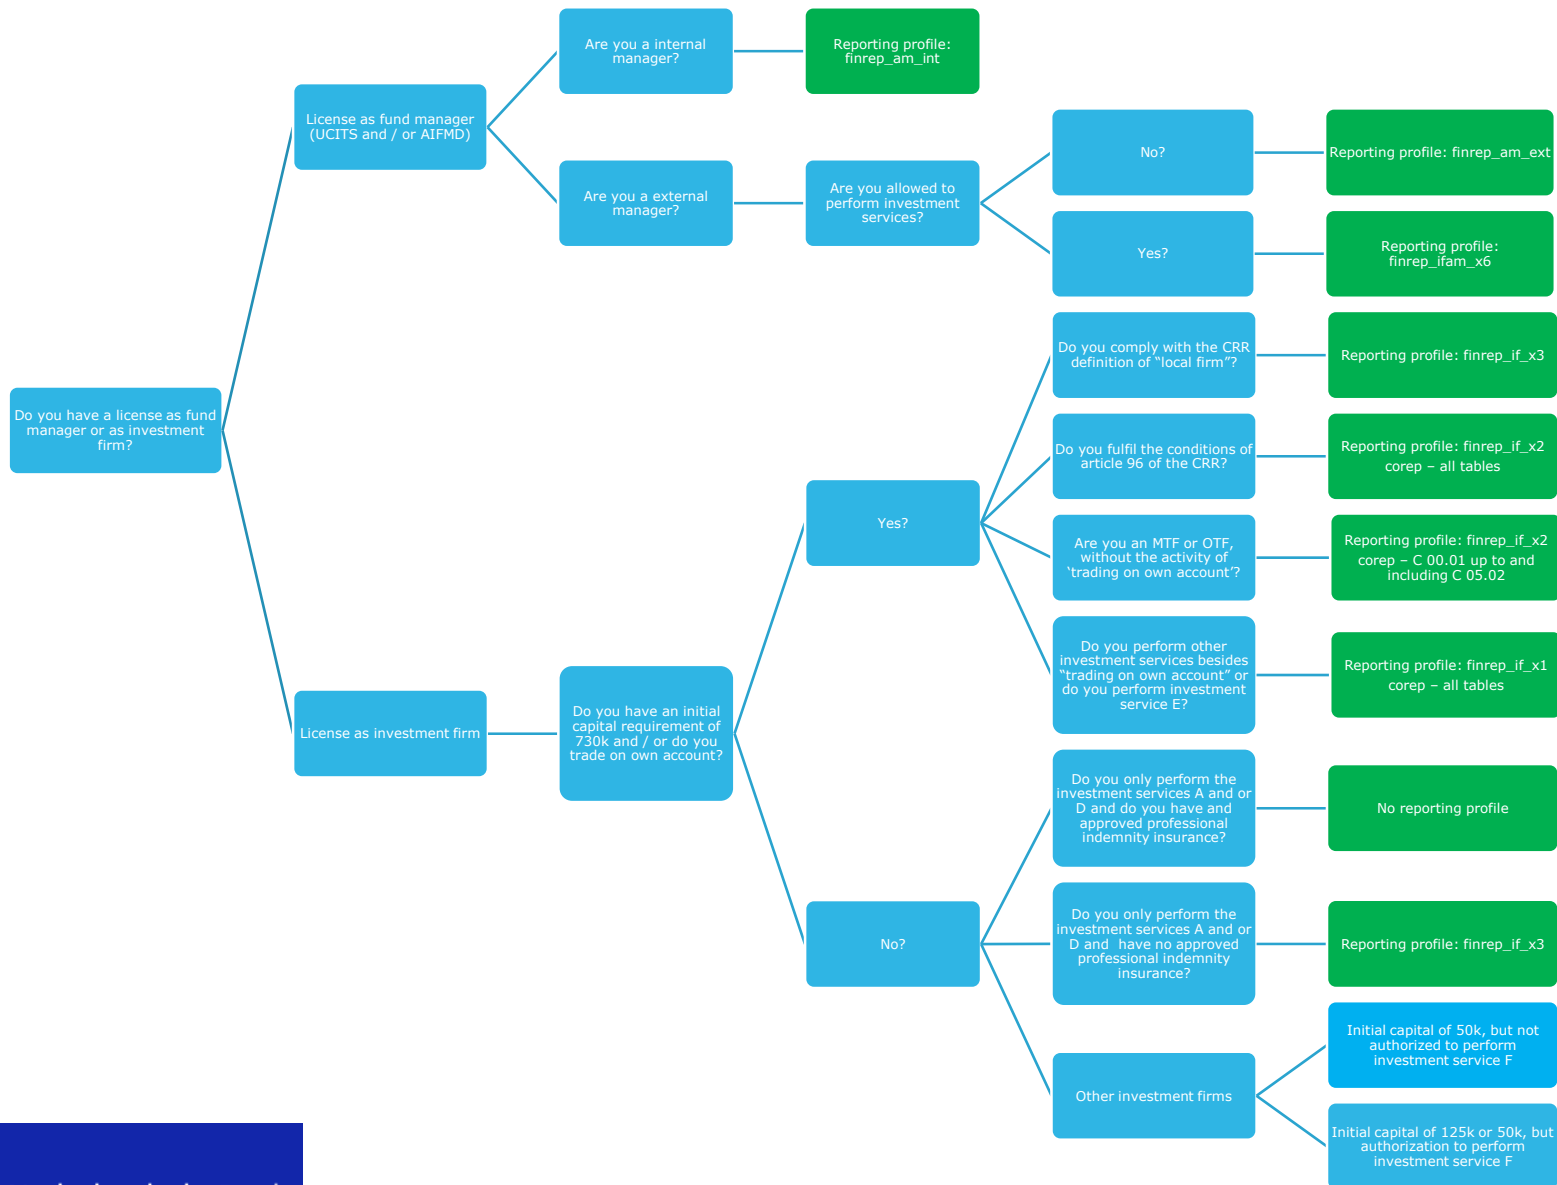 Are you a internal
manager?
Reporting profile:
finrep_am_int
License as fund manager
(UCITS and / or AIFMD)
No?
Reporting profile: finrep_am_ext
Are you a external
manager?
Are you allowed to
perform investment
services?
Yes?
Reporting profile:
finrep_ifam_x6
Do you comply with the CRR
definition of “local firm”?
Reporting profile: finrep_if_x3
Do you have a license as fund
manager or as investment
firm?
Do you fulfil the conditions of
article 96 of the CRR?
Reporting profile: finrep_if_x2
corep – all tables
Yes?
Are you an MTF or OTF,
without the activity of
‘trading on own account’?
Reporting profile: finrep_if_x2
corep – C 00.01 up to and
including C 05.02
Do you perform other
investment services besides
“trading on own account” or
do you perform investment
service E?
Reporting profile: finrep_if_x1
corep – all tables
License as investment firm
Do you have an initial
capital requirement of
730k and / or do you
trade on own account?
Do you only perform the
investment services A and or
D and do you have and
approved professional
indemnity insurance?
No reporting profile
No?
Do you only perform the
investment services A and or
D and have no approved
professional indemnity
insurance?
Reporting profile: finrep_if_x3
Other investment firms
Initial capital of 50k, but not
authorized to perform
investment service F
Initial capital of 125k or 50k, but
authorization to perform
investment service F